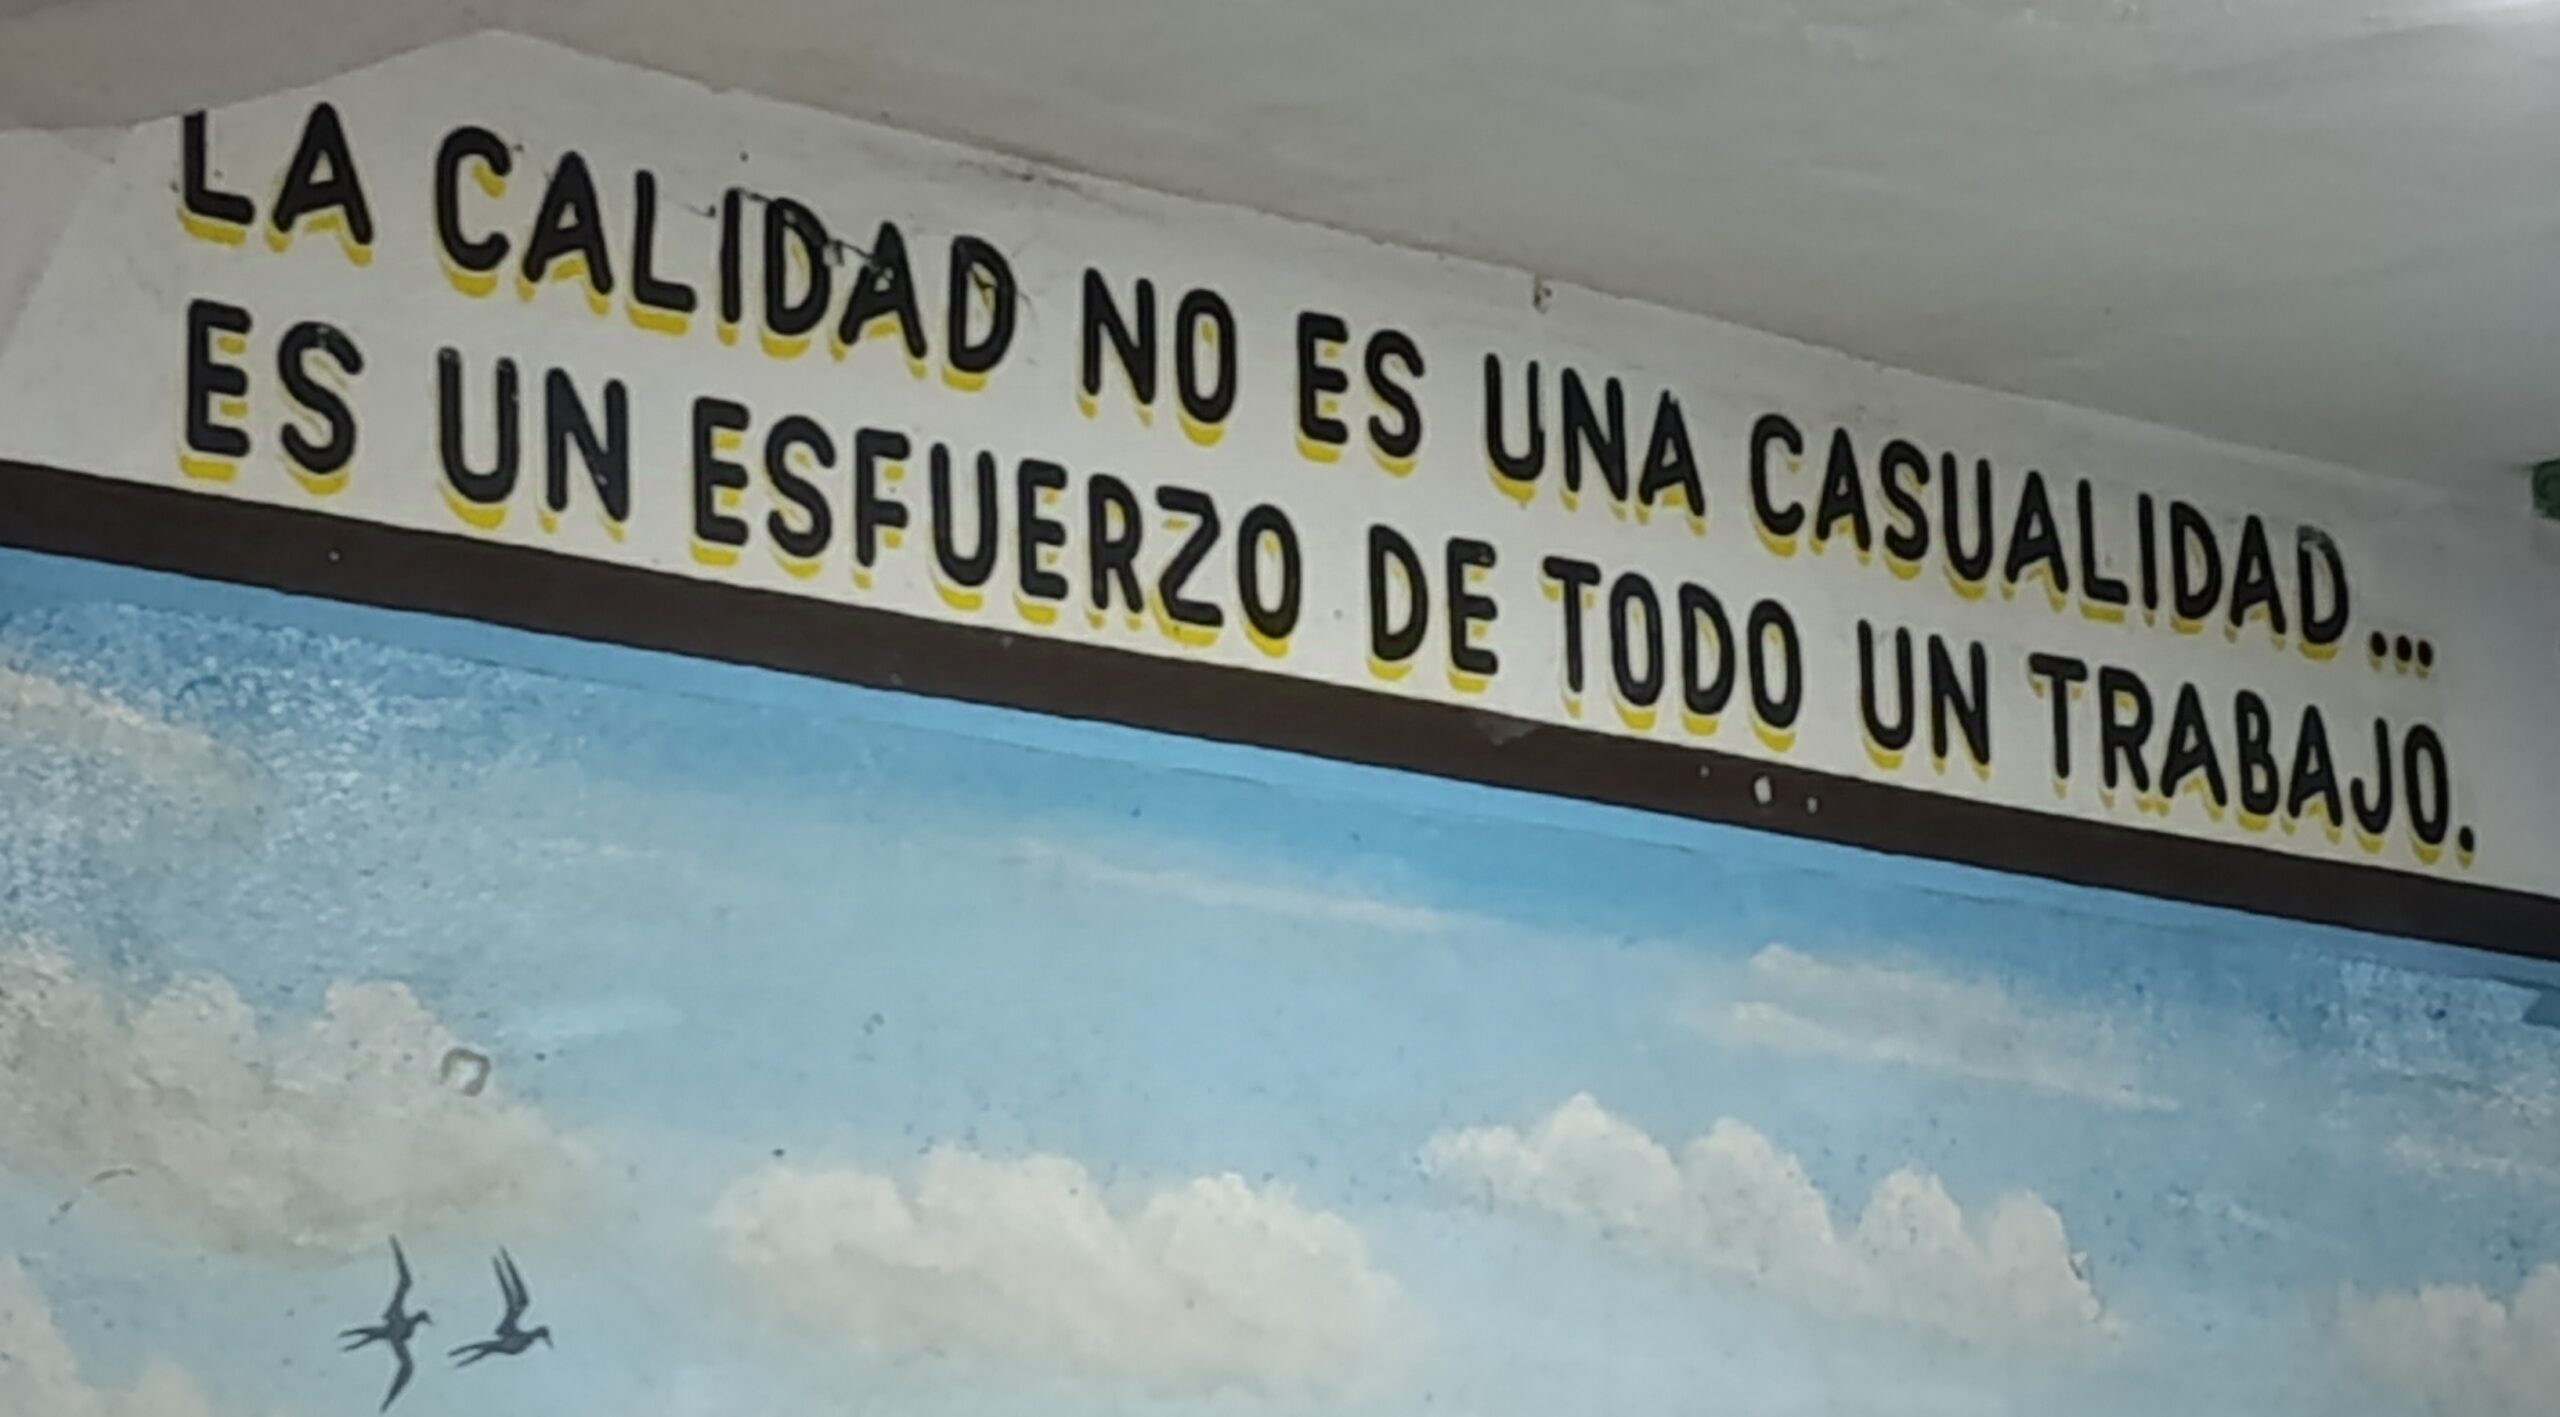 LA CALIDAD NO ES UNA CASUALIDAD...
ES UN ESFUERZO DE TODO UN TRABAJO.